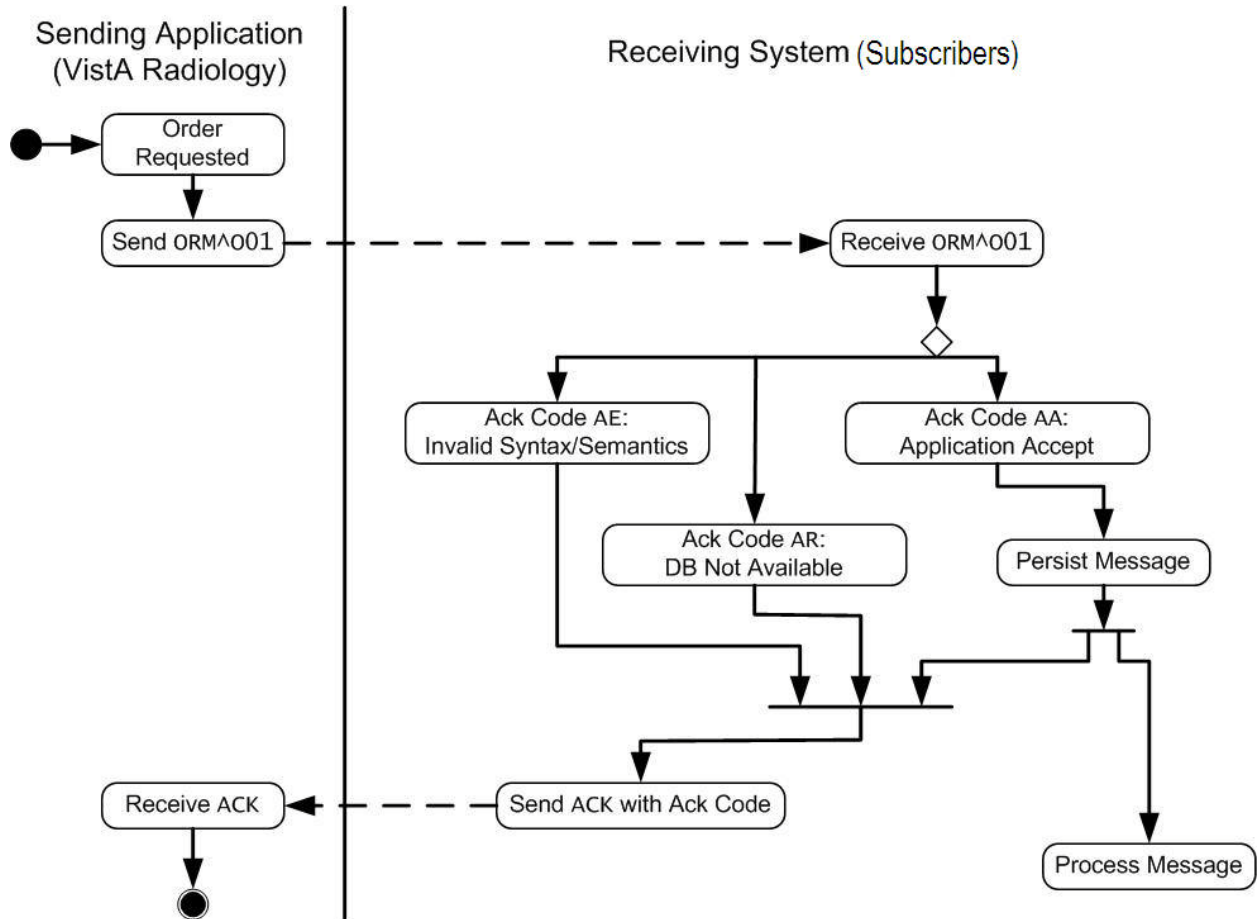 Sending Application
(VistA Radiology)
Receiving System (Subscribers)
Order
Requested
Send ORM^O01
Receive ORM^O01
Ack Code AE:
Invalid Syntax/Semantics
Ack Code AA:
Application Accept
Ack Code AR:
DB Not Available
Persist Message
Receive ACK
Send ACK with Ack Code
Process Message